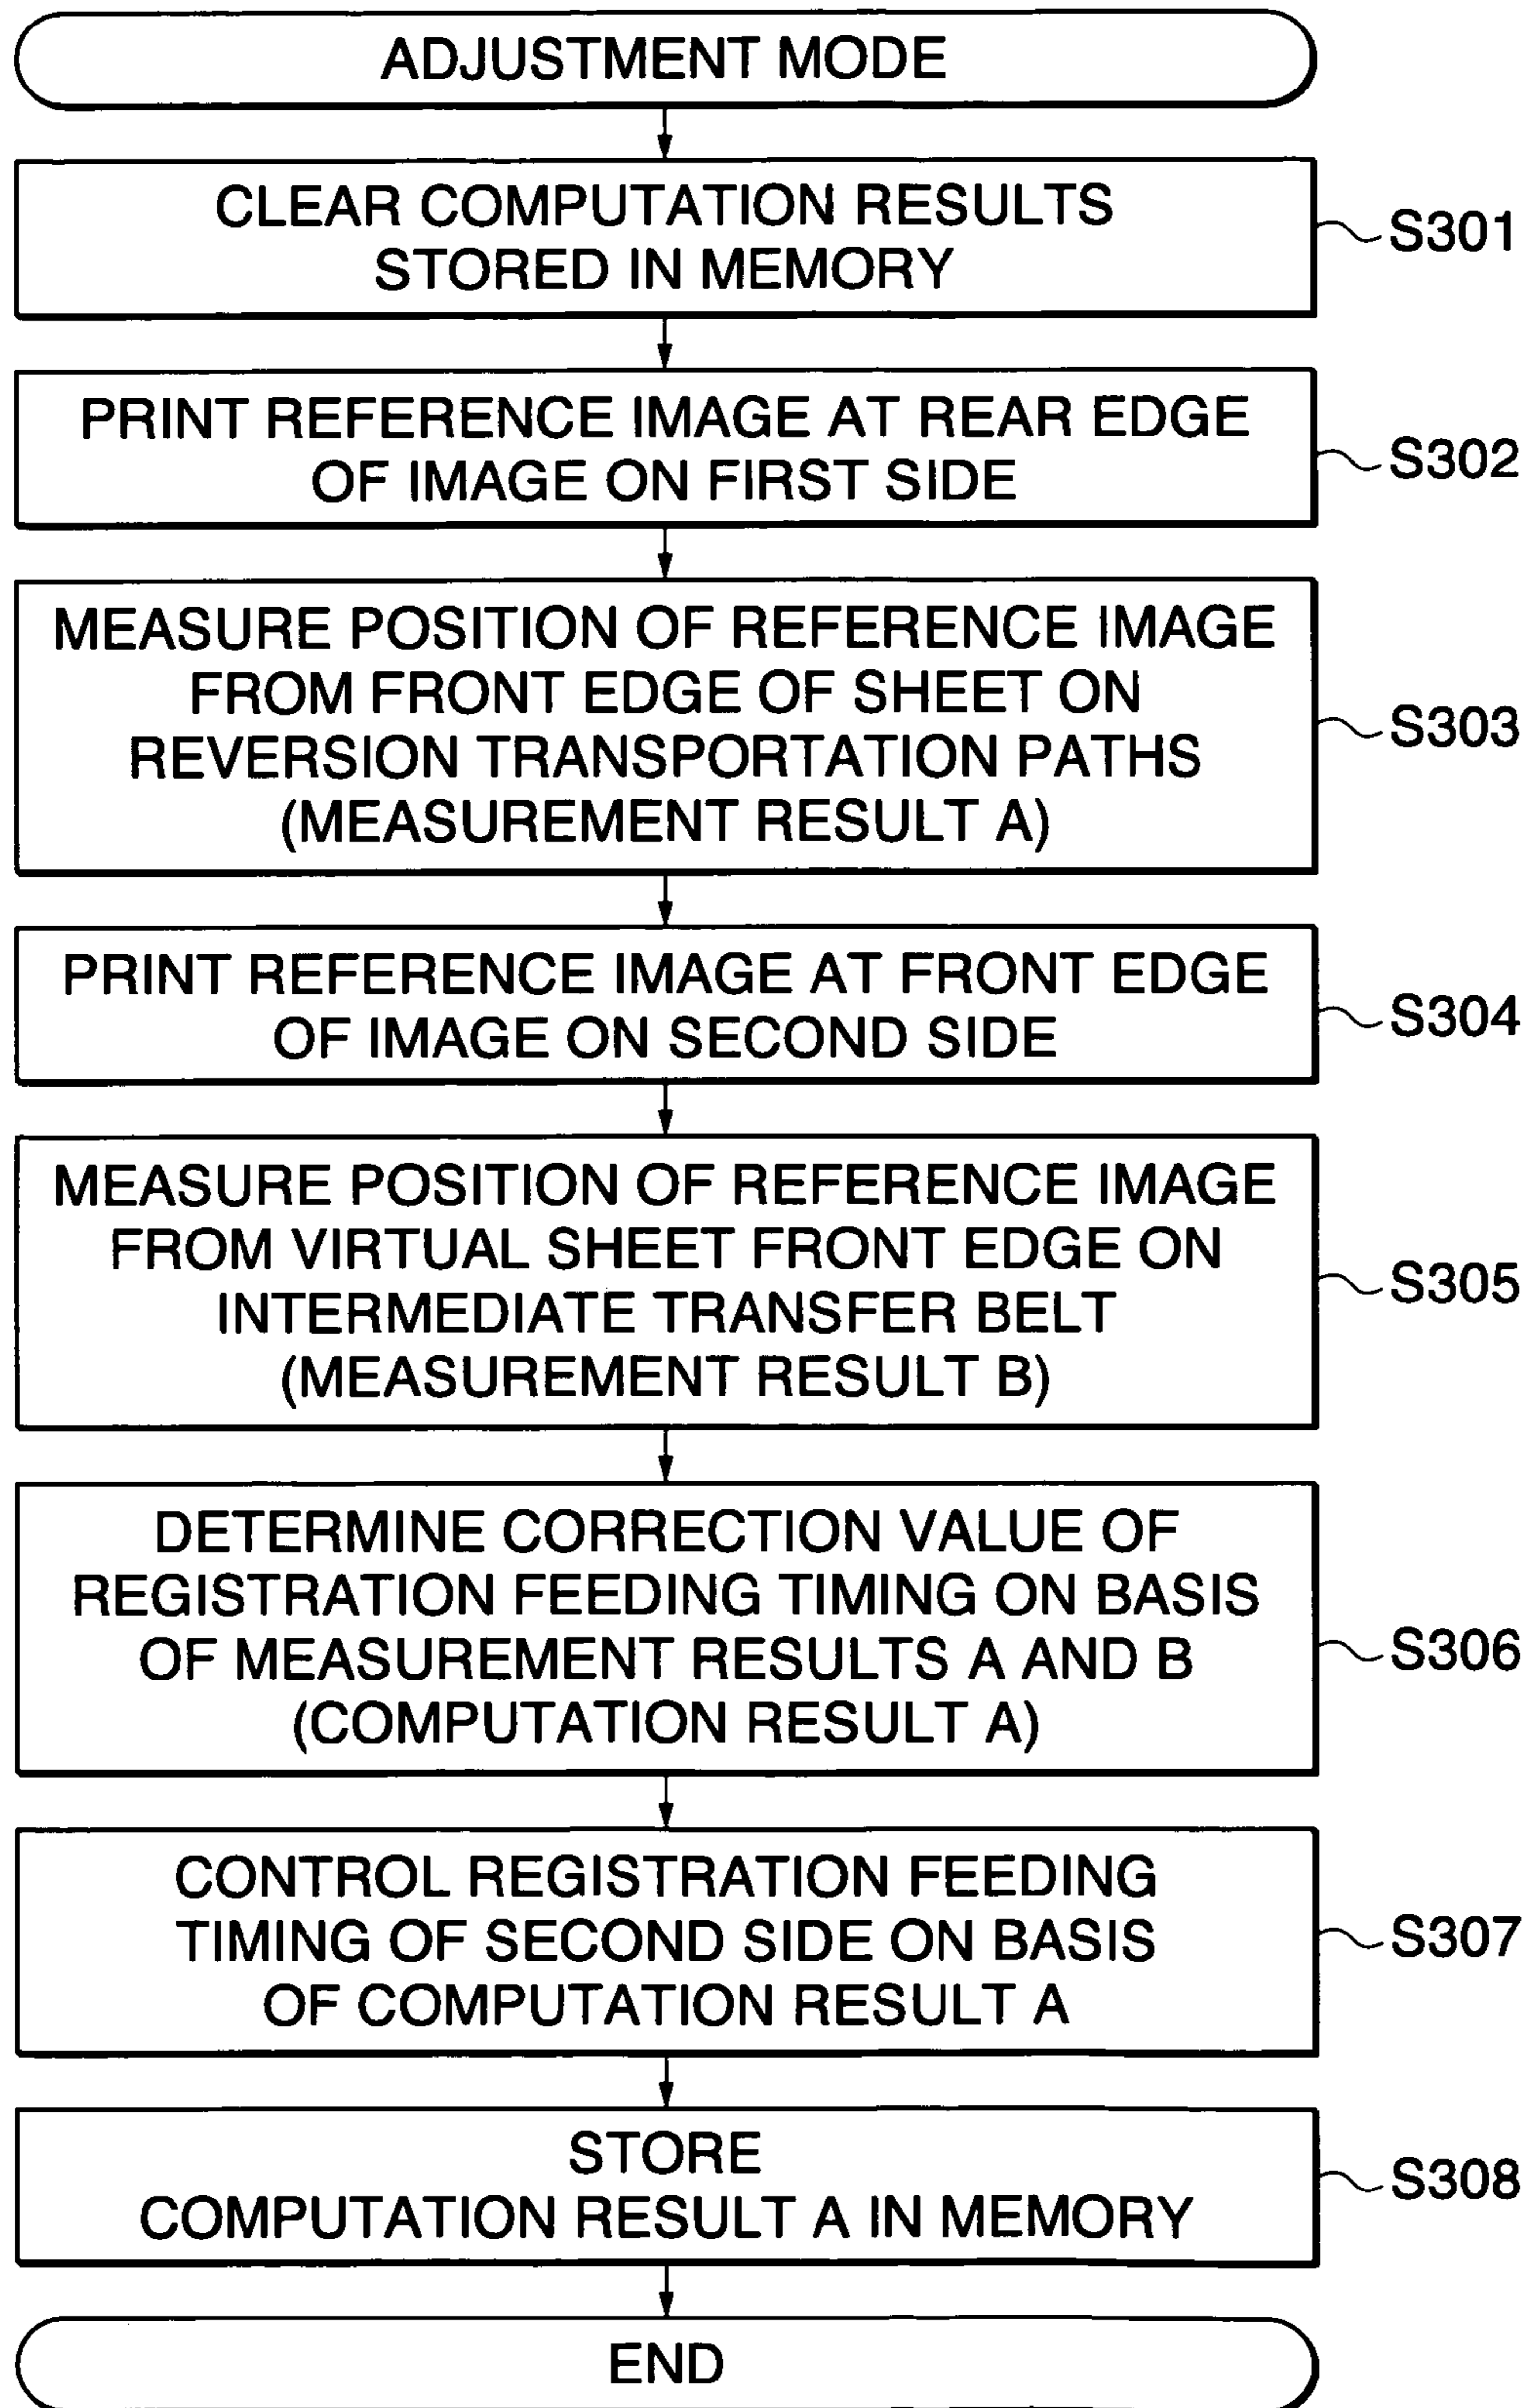 ADJUSTMENT MODE
CLEAR COMPUTATION RESULTS
STORED IN MEMORY
S301
PRINT REFERENCE IMAGE AT REAR EDGE
OF IMAGE ON FIRST SIDE
S302
MEASURE POSITION OF REFERENCE IMAGE
FROM FRONT EDGE OF SHEET ON
REVERSION TRANSPORTATION PATHS
(MEASUREMENT RESULT A)
S303
PRINT REFERENCE IMAGE AT FRONT EDGE
OF IMAGE ON SECOND SIDE
S304
MEASURE POSITION OF REFERENCE IMAGE
FROM VIRTUAL SHEET FRONT EDGE ON
INTERMEDIATE TRANSFER BELT
(MEASUREMENT RESULT B)
S305
DETERMINE CORRECTION VALUE OF
REGISTRATION FEEDING TIMING ON BASIS
OF MEASUREMENT RESULTS A AND B
(COMPUTATION RESULT A)
S306
CONTROL REGISTRATION FEEDING
TIMING OF SECOND SIDE ON BASIS
OF COMPUTATION RESULT A
S307
STORE
COMPUTATION RESULT A IN MEMORY
S308
END